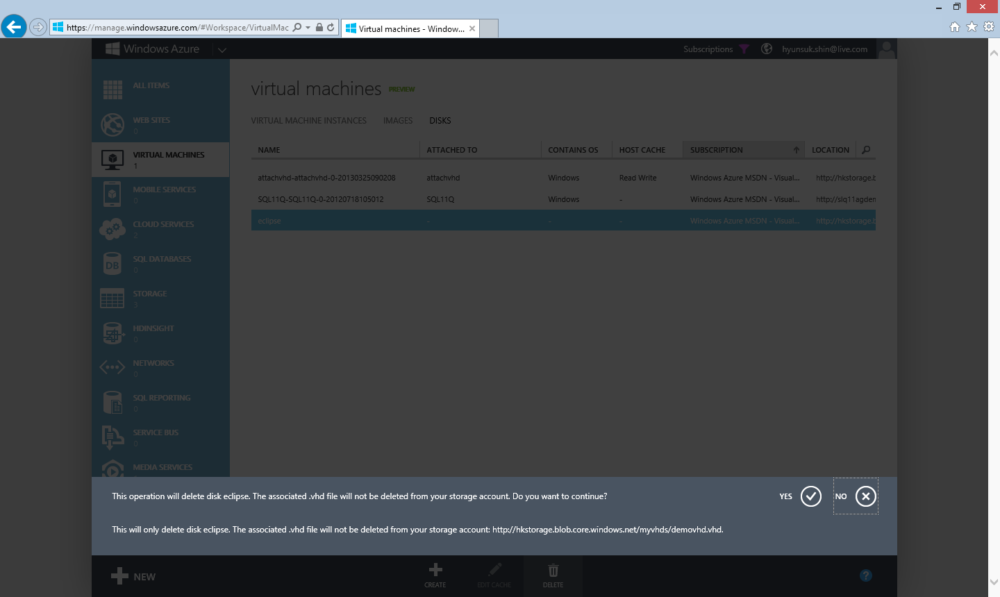 https://manage.windowsazure.com/#Workspace/VirtualMac
Virtual machines - Window...
Windows Azure
Subscriptions
hyunsuk.shin@live.com
ALL ITEMS
WEB SITES
0
VIRTUAL MACHINES
1
MOBILE SERVICES
0
CLOUD SERVICES
2
SQL DATABASES
0
DB
STORAGE
3
HDINSIGHT
0
NETWORKS
0
SQL REPORTING
0
SERVICE BUS
0
MEDIA SERVICES
virtual machines PREVIEW
VIRTUAL MACHINE INSTANCES IMAGES DISKS
NAME ATTACHED TO CONTAINS OS HOST CACHE SUBSCRIPTION LOCATION
attachvhd-attachvhd-0-20130325090208 attachvhd Windows Read Write Windows Azure MSDN - Visual... http://hkstorage.b
SQL11Q-SQL11Q-0-20120718105012 SQL11Q Windows - Windows Azure MSDN - Visual... http://slq11agden
eclipse - - - Windows Azure MSDN - Visual... http://hkstorage.b
This operation will delete disk eclipse. The associated .vhd file will not be deleted from your storage account. Do you want to continue?
YES
NO
This will only delete disk eclipse. The associated .vhd file will not be deleted from your storage account: http://hkstorage.blob.core.windows.net/myvhds/demovhd.vhd.
NEW
CREATE
EDIT CACHE
DELETE
?